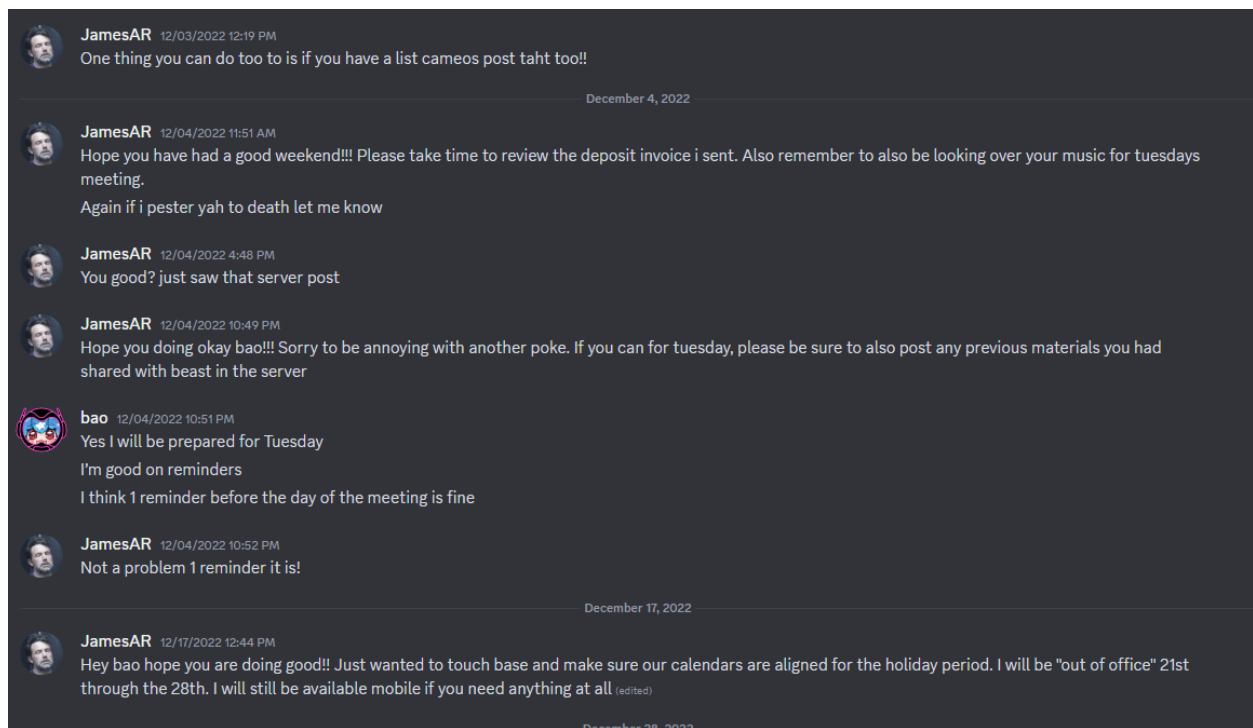 JamesAR 12/03/2022 12:19 PM
One thing you can do too to is if you have a list cameos post taht too!!
December 4, 2022
JamesAR 12/04/2022 11:51 AM
Hope you have had a good weekend!!! Please take time to review the deposit invoice i sent. Also remember to also be looking over your music for tuesdays
meeting.
Again if i pester yah to death let me know
JamesAR 12/04/2022 4:48 PM
You good? just saw that server post
JamesAR 12/04/2022 10:49 PM
Hope you doing okay bao!!! Sorry to be annoying with another poke. If you can for tuesday, please be sure to also post any previous materials you had
shared with beast in the server
bao 12/04/2022 10:51 PM
Yes I will be prepared for Tuesday
I'm good on reminders
I think 1 reminder before the day of the meeting is fine
JamesAR 12/04/2022 10:52 PM
Not a problem 1 reminder it is!
December 17, 2022
JamesAR 12/17/2022 12:44 PM
Hey bao hope you are doing good!! Just wanted to touch base and make sure our calendars are aligned for the holiday period. I will be "out of office" 21st
through the 28th. I will still be available mobile if you need anything at all (edited)
December 28, 2022